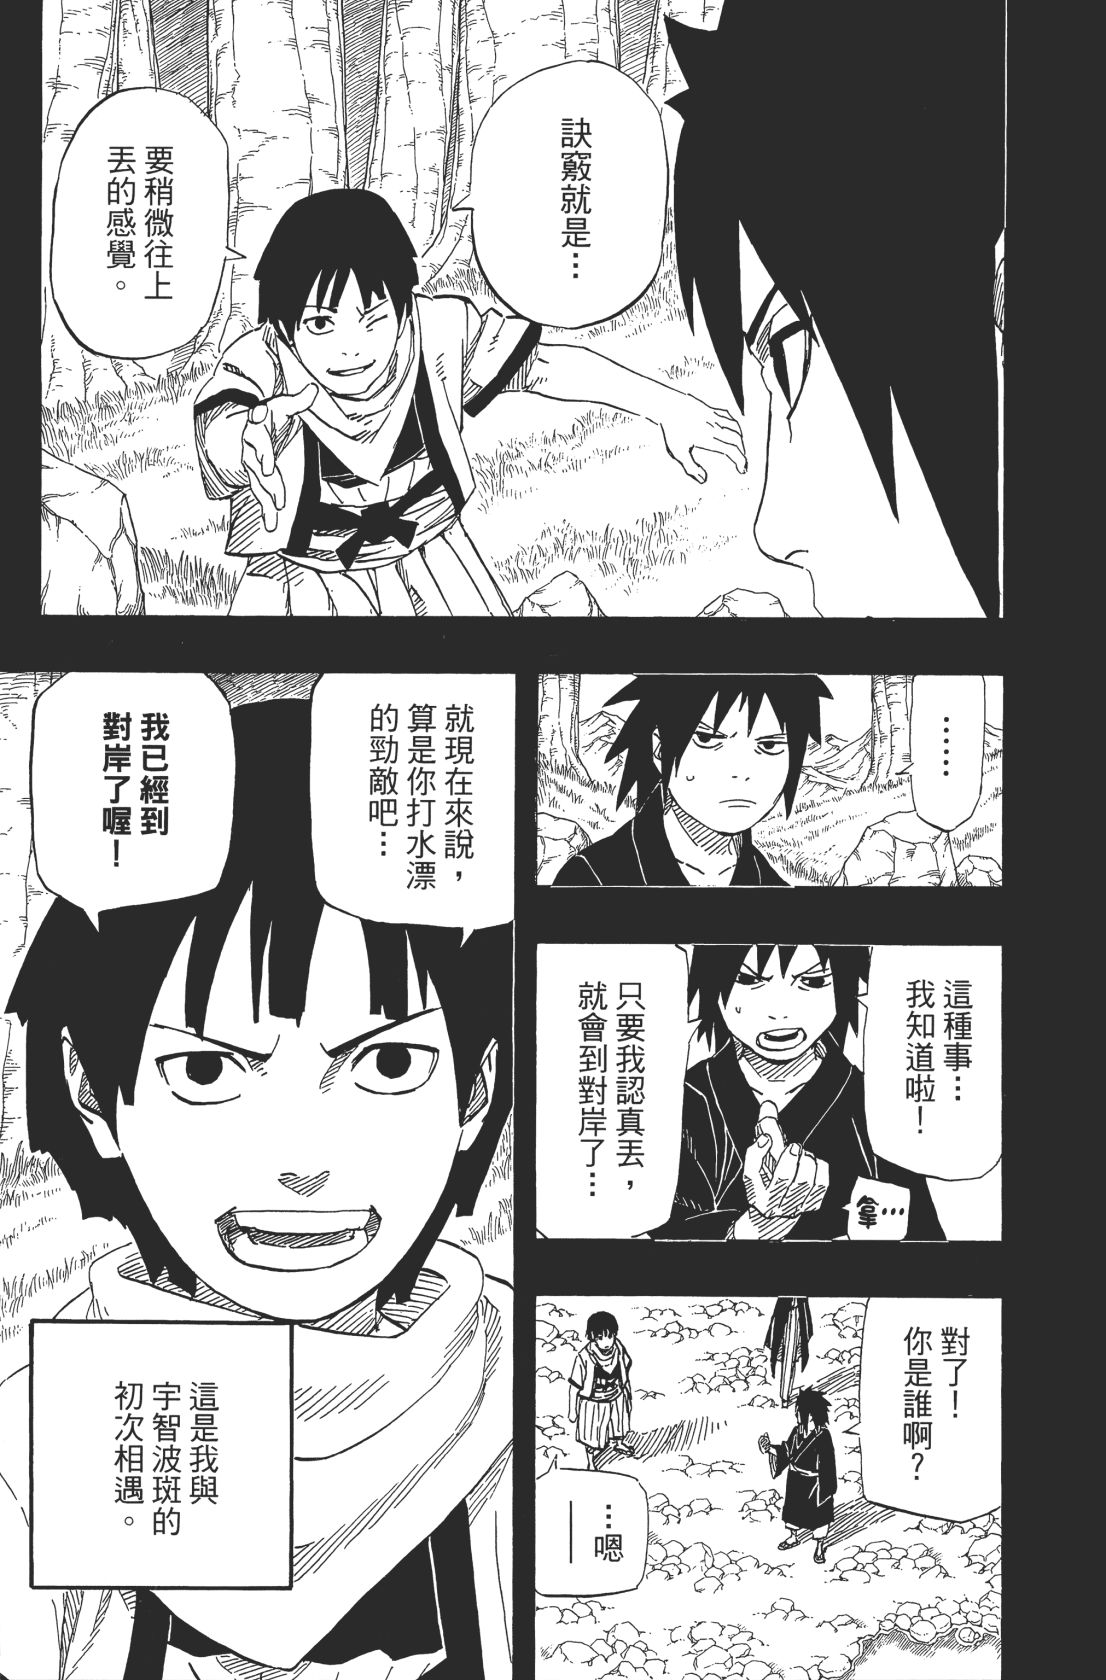 訣竅就是…
要稍微往上
丟的感覺。
……
這種事…
我知道啦！
拿…
只要我認真丟，
就會到對岸了…
對了！
你是誰啊？
…嗯
——
就現在來說，
算是你打水漂
的勁敵吧…
我已經到
對岸了喔！
這是我與
宇智波斑的
初次相遇。